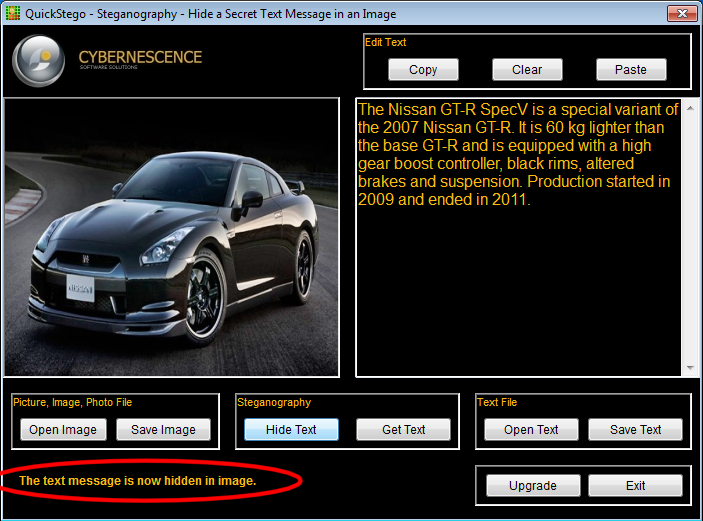 QuickStego - Steganography - Hide a Secret Text Message in an Image
CYBERNESCENCE
SOFTWARE SOLUTIONS
Edit Text
Copy
Clear
Paste
The Nissan GT-R SpecV is a special variant of
the 2007 Nissan GT-R. It is 60 kg lighter than
the base GT-R and is equipped with a high
gear boost controller, black rims, altered
brakes and suspension. Production started in
2009 and ended in 2011.
NISSAN
Picture, Image, Photo File
Open Image
Save Image
Steganography
Hide Text
Get Text
Text File
Open Text
Save Text
The text message is now hidden in image.
Upgrade
Exit